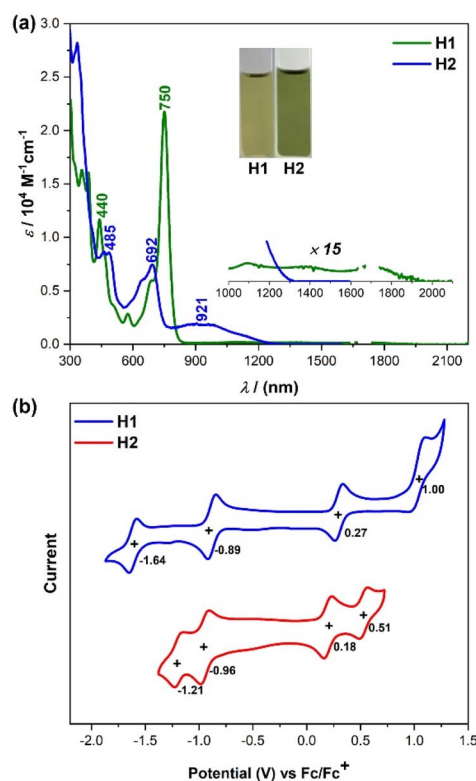 (a)
H1
H2
3.0
2.5
2.0
1.5
1.0
0.5
0.0
ε / 10⁴ M⁻¹cm⁻¹
750
440
485
692
921
H1 H2
× 15
1000 1200 1400 1600 1800 2000
300 600 900 1200 1500 1800 2100
λ / (nm)
(b)
H1
H2
Current
1.00
0.27
-0.89
-1.64
0.51
0.18
-0.96
-1.21
-2.0 -1.5 -1.0 -0.5 0.0 0.5 1.0 1.5
Potential (V) vs Fc/Fc⁺